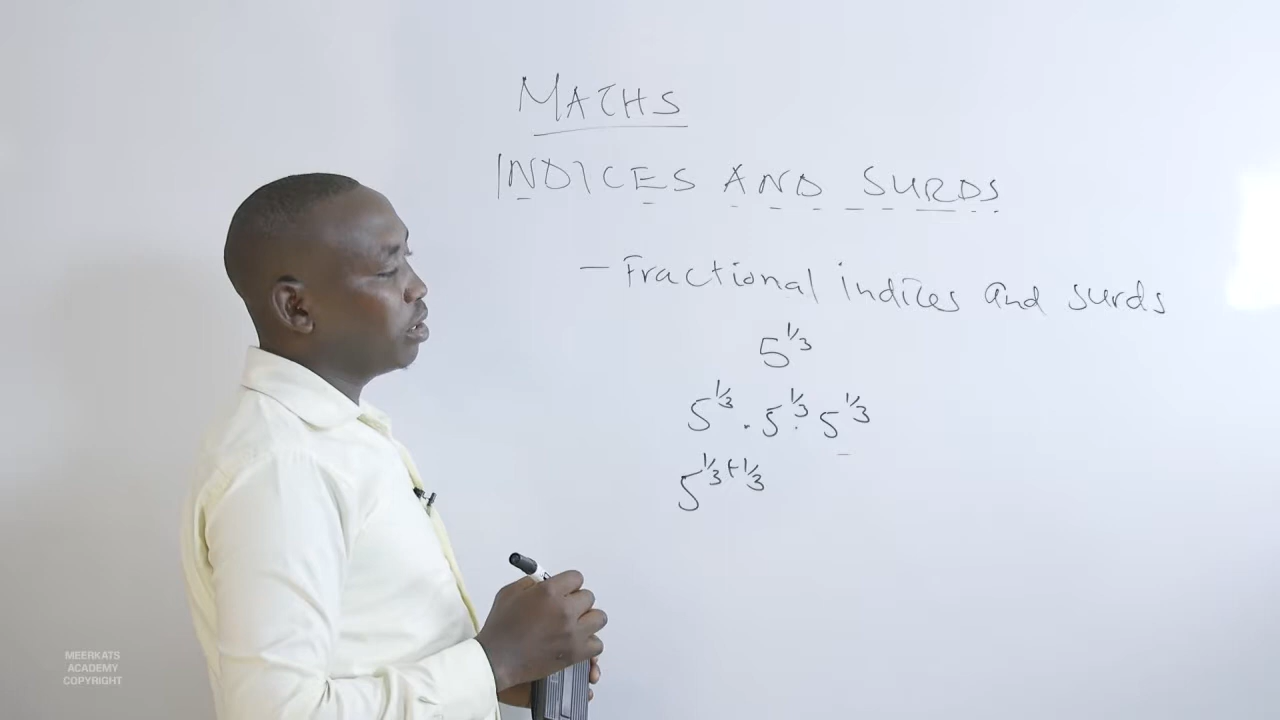 MATHS
INDICES AND SURDS
- Fractional indices and surds
5^1/3
5^1/3 . 5^1/3 . 5^1/3
5^1/3+1/3
MEERKATS
ACADEMY
COPYRIGHT